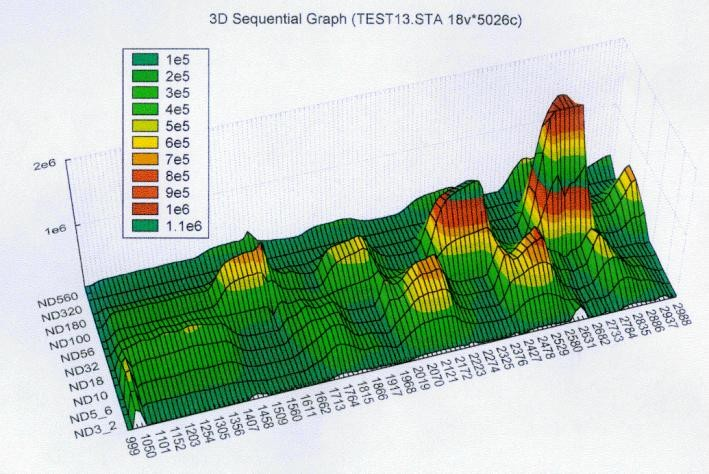 3D Sequential Graph (TEST13.STA 18v*5026c)
1e5
2e5
3e5
4e5
5e5
6e5
7e5
8e5
9e5
1e6
1.1e6
2e6
1e6
ND560
ND320
ND180
ND100
ND56
ND32
ND18
ND10
ND5_6
ND3_2
999
1050
1101
1152
1203
1254
1305
1356
1407
1458
1509
1560
1611
1662
1713
1764
1815
1866
1917
1968
2019
2070
2121
2172
2223
2274
2325
2376
2427
2478
2529
2580
2631
2682
2733
2784
2835
2886
2937
2988